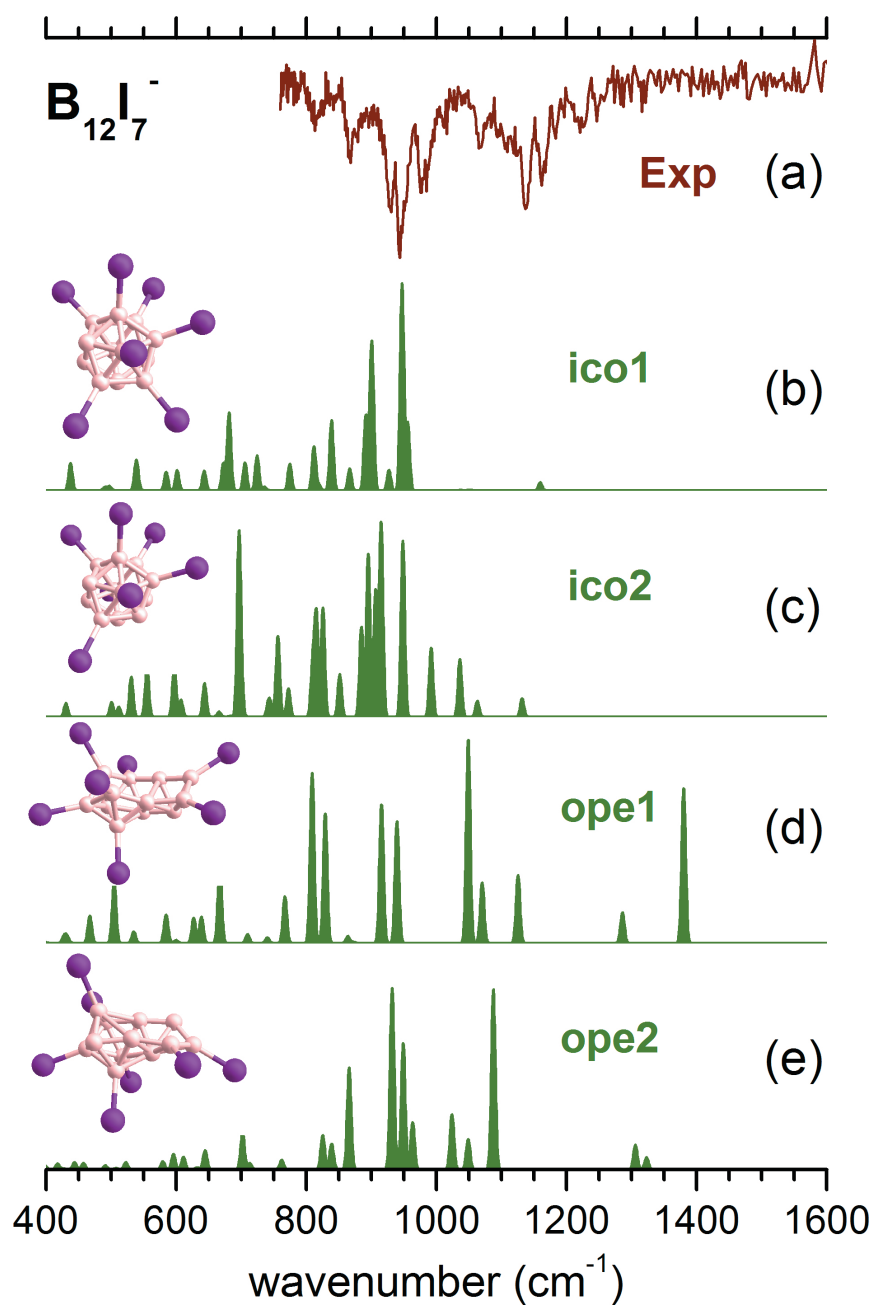 B₁₂I₇⁻
Exp (a)
ico1 (b)
ico2 (c)
ope1 (d)
ope2 (e)
400 600 800 1000 1200 1400 1600
wavenumber (cm⁻¹)